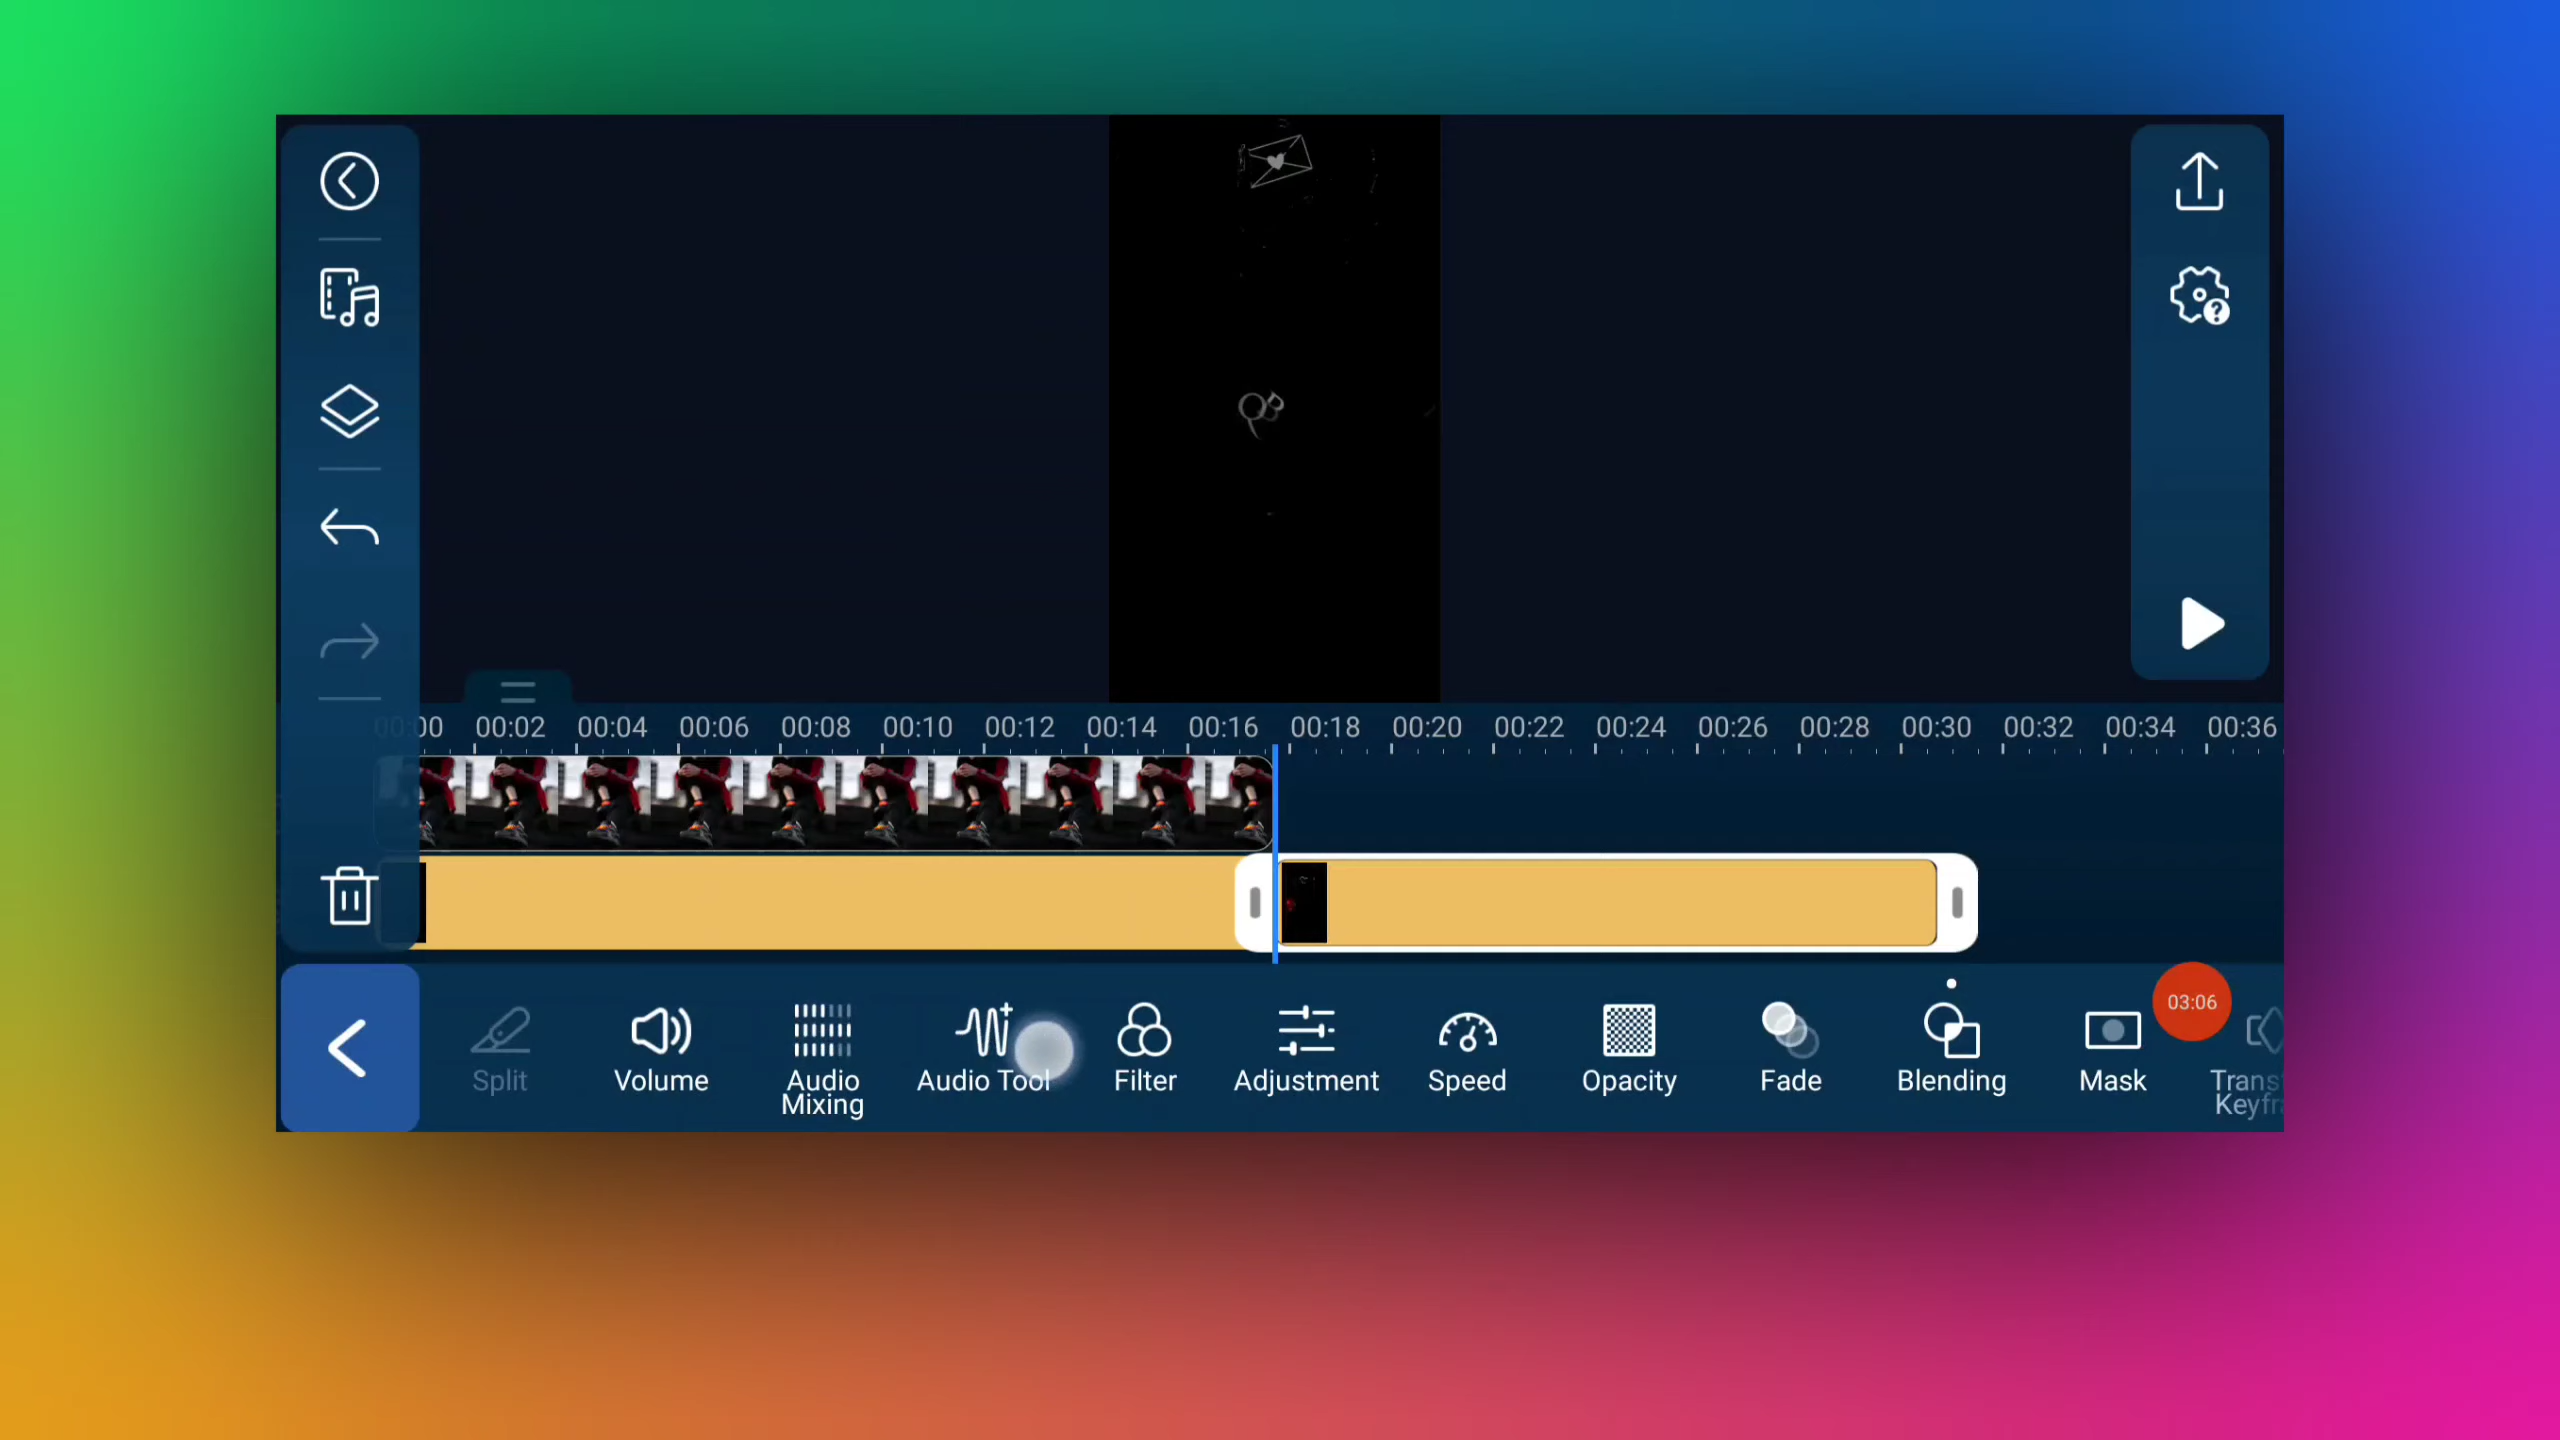 00:00 00:02 00:04 00:06 00:08 00:10 00:12 00:14 00:16 00:18 00:20 00:22 00:24 00:26 00:28 00:30 00:32 00:34 00:36
03:06
Split Volume Audio Mixing Audio Tool Filter Adjustment Speed Opacity Fade Blending Mask